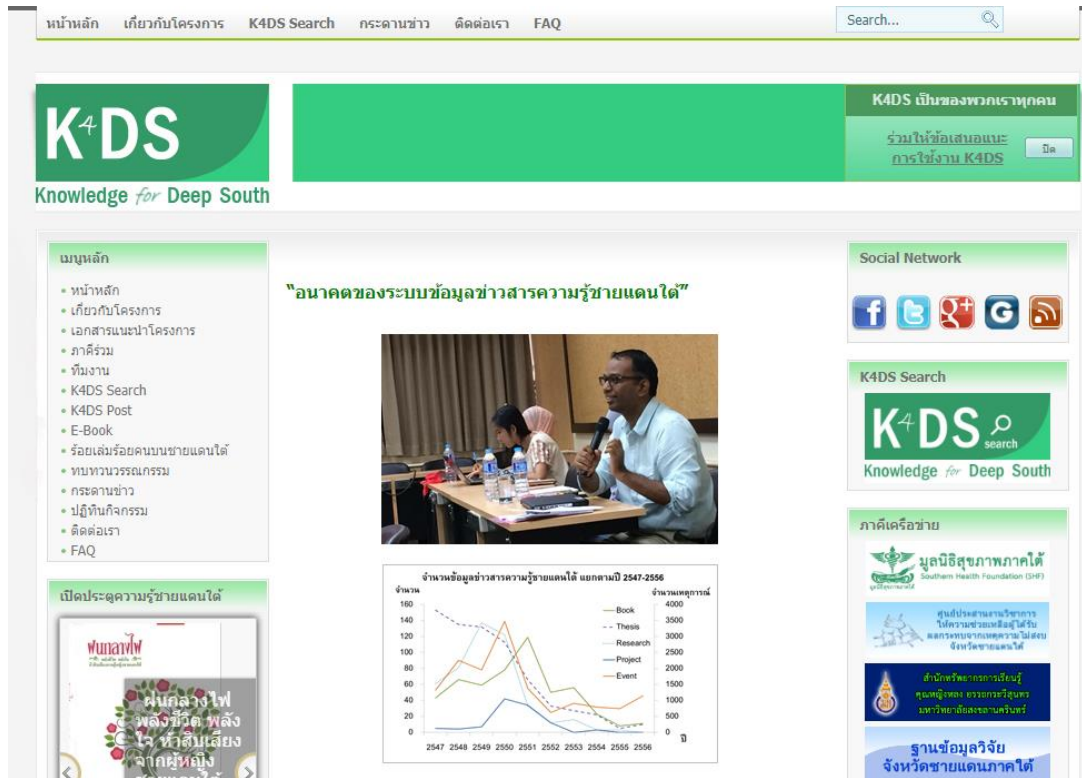 หน้าหลัก เกี่ยวกับโครงการ K4DS Search กระดานข่าว ติดต่อเรา FAQ
Search...
K4DS
Knowledge for Deep South
K4DS เป็นของพวกเราทุกคน
ร่วมให้ข้อเสนอแนะ
การใช้งาน K4DS
ปิด
เมนูหลัก
หน้าหลัก
เกี่ยวกับโครงการ
เอกสารแนะนำโครงการ
ภาคีร่วม
ทีมงาน
K4DS Search
K4DS Post
E-Book
ร้อยเล่มร้อยคนบนชายแดนใต้
ทบทวนวรรณกรรม
กระดานข่าว
ปฏิทินกิจกรรม
ติดต่อเรา
FAQ
เปิดประตูความรู้ชายแดนใต้
ฝนกลางไฟ
ฝนกลางไฟ
พลังชีวิต พลัง
ใจ ห้าสิบเสียง
จากผู้หญิง
ชายแดนใต้
"อนาคตของระบบข้อมูลข่าวสารความรู้ชายแดนใต้"
จำนวนข้อมูลข่าวสารความรู้ชายแดนใต้ แยกตามปี 2547-2556
จำนวน จำนวนเหตุการณ์
160 4000
140 3500
120 3000
100 2500
80 2000
60 1500
40 1000
20 500
0 0
Book
Thesis
Research
Project
Event
2547 2548 2549 2550 2551 2552 2553 2554 2555 2556 ปี
Social Network
K4DS Search
K4DS search
Knowledge for Deep South
ภาคีเครือข่าย
มูลนิธิสุขภาพภาคใต้
Southern Health Foundation (SHF)
ศูนย์ประสานงานวิชาการ
ให้ความช่วยเหลือผู้ได้รับ
ผลกระทบจากเหตุความไม่สงบ
จังหวัดชายแดนใต้
สำนักทรัพยากรการเรียนรู้
คุณหญิงหลง อรรถกระวีสุนทร
มหาวิทยาลัยสงขลานครินทร์
ฐานข้อมูลวิจัย
จังหวัดชายแดนภาคใต้